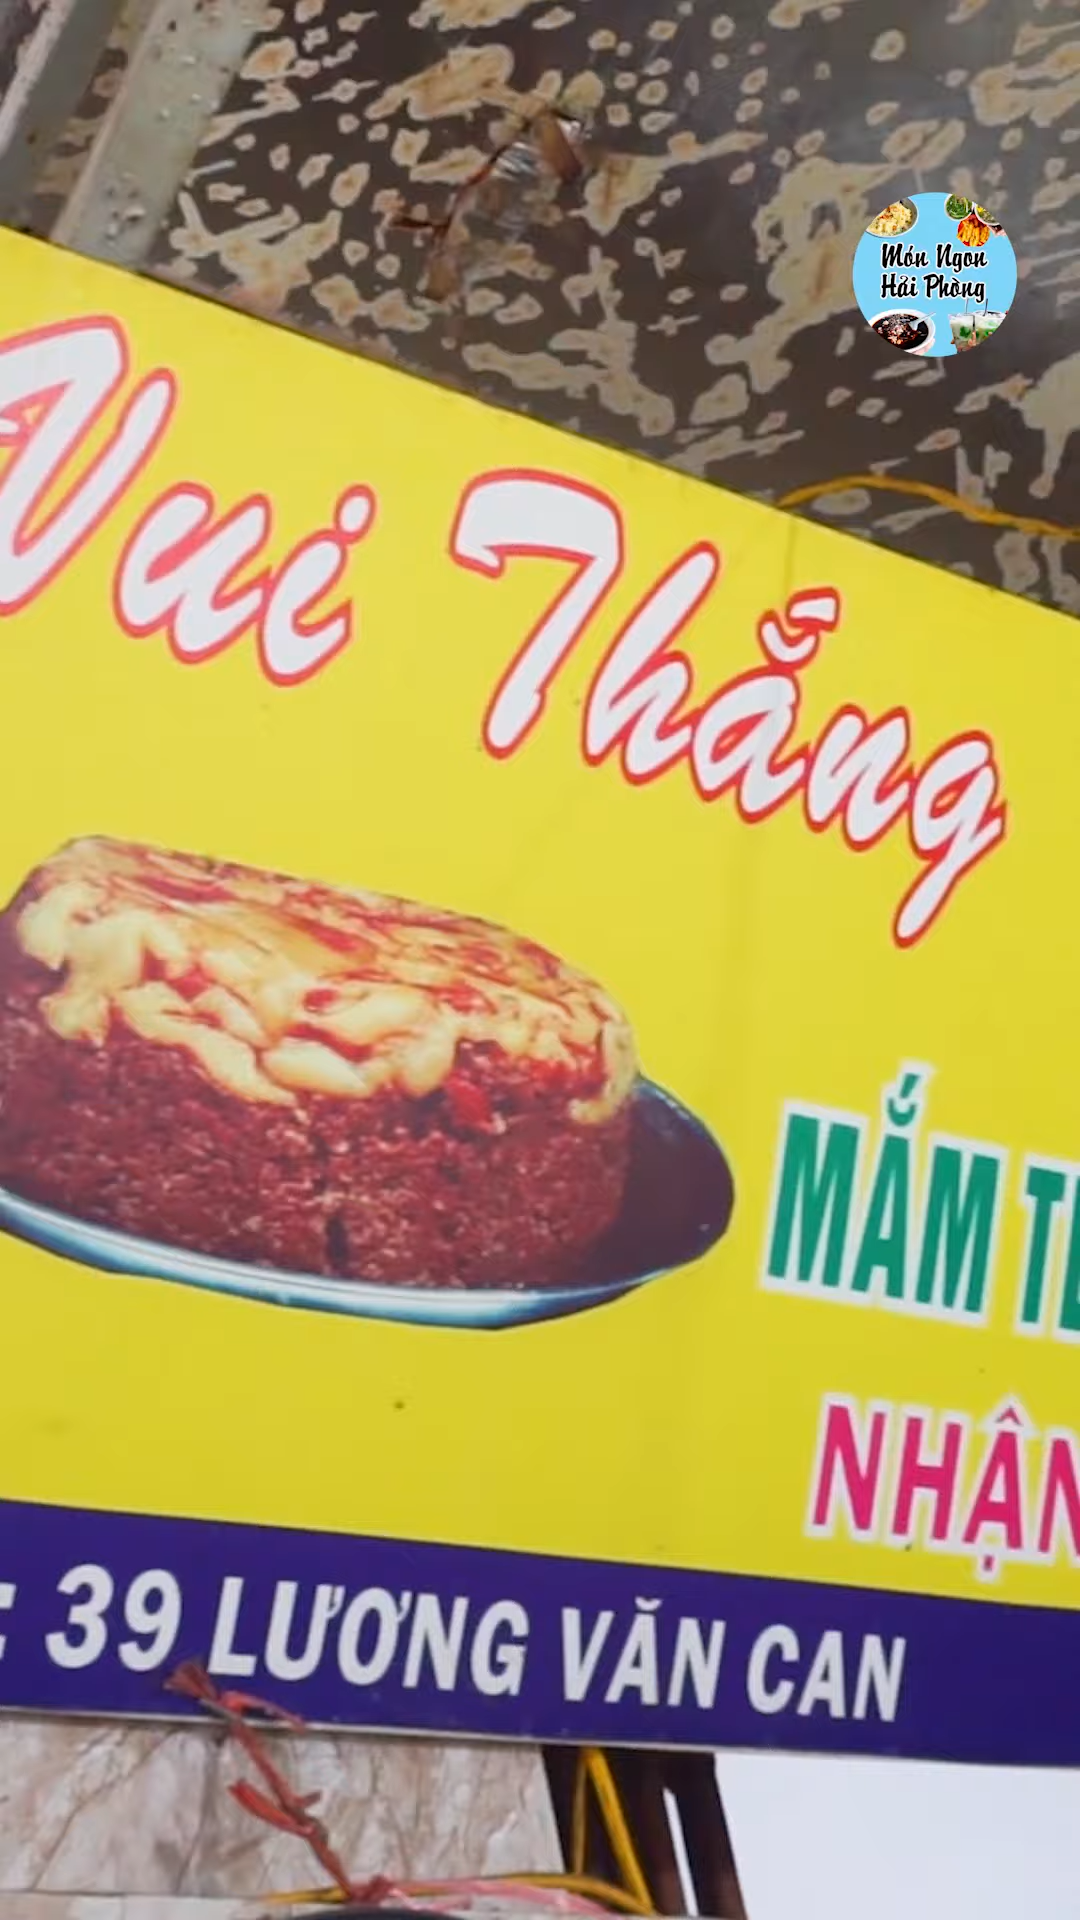 Món Ngon
Hải Phòng
Vui Thắng
MẮM
NHẬN
: 39 LƯƠNG VĂN CAN